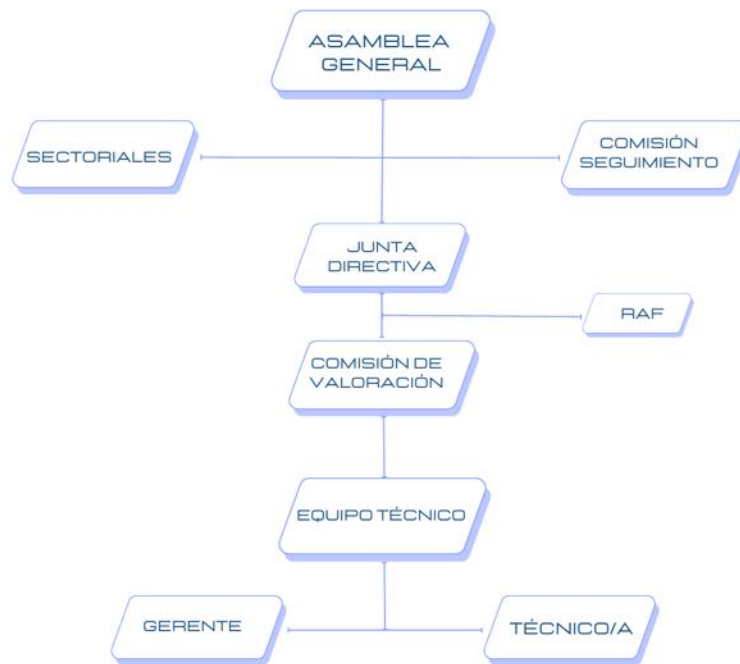 ASAMBLEA
GENERAL
SECTORIALES
COMISIÓN
SEGUIMIENTO
JUNTA
DIRECTIVA
RAF
COMISIÓN DE
VALORACIÓN
EQUIPO TÉCNICO
GERENTE
TÉCNICO/A